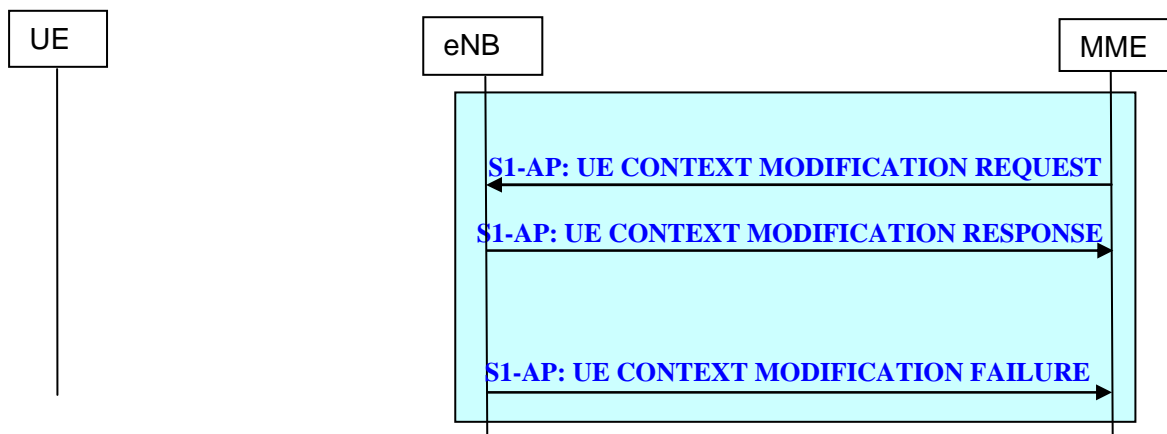 UE
eNB
MME
S1-AP: UE CONTEXT MODIFICATION REQUEST
S1-AP: UE CONTEXT MODIFICATION RESPONSE
S1-AP: UE CONTEXT MODIFICATION FAILURE